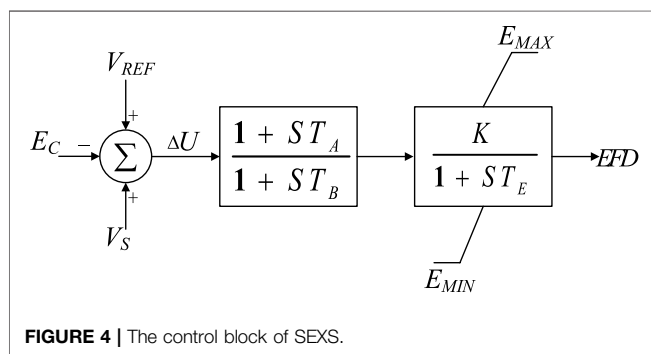 V_REF
+
E_C
−
Σ
ΔU
+
V_S
1 + ST_A
1 + ST_B
E_MAX
K
1 + ST_E
E_MIN
EFD
FIGURE 4 | The control block of SEXS.